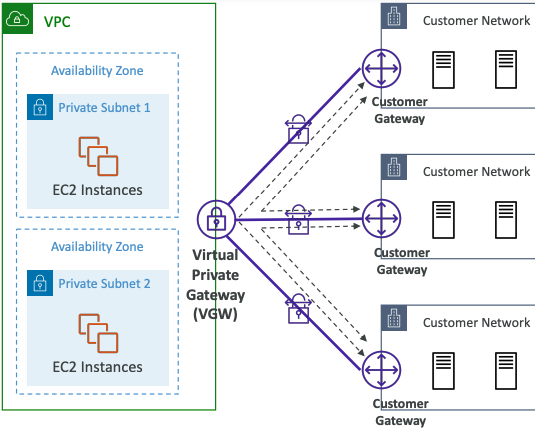 VPC
Availability Zone
Private Subnet 1
EC2 Instances
Availability Zone
Private Subnet 2
EC2 Instances
Virtual
Private
Gateway
(VGW)
Customer Network
Customer
Gateway
Customer Network
Customer
Gateway
Customer Network
Customer
Gateway